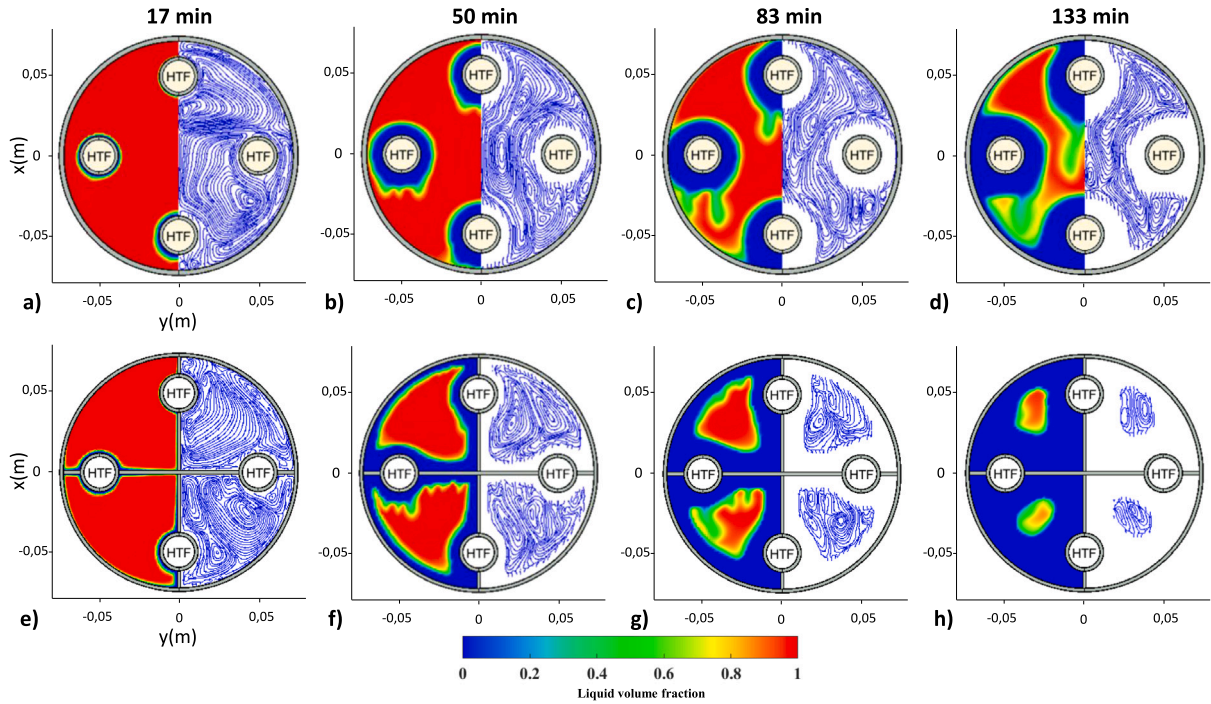 17 min 50 min 83 min 133 min
x(m) 0,05 0 -0,05 HTF HTF HTF HTF
0,05 0 -0,05 HTF HTF HTF HTF
0,05 0 -0,05 HTF HTF HTF HTF
0,05 0 -0,05 HTF HTF HTF HTF
a) -0,05 0 0,05 b) -0,05 0 0,05 c) -0,05 0 0,05 d) -0,05 0 0,05
y(m)
x(m) 0,05 0 -0,05 HTF HTF HTF HTF
0,05 0 -0,05 HTF HTF HTF HTF
0,05 0 -0,05 HTF HTF HTF HTF
0,05 0 -0,05 HTF HTF HTF HTF
e) -0,05 0 0,05 f) -0,05 0 0,05 g) -0,05 0 0,05 h) -0,05 0 0,05
y(m)
0 0.2 0.4 0.6 0.8 1
Liquid volume fraction